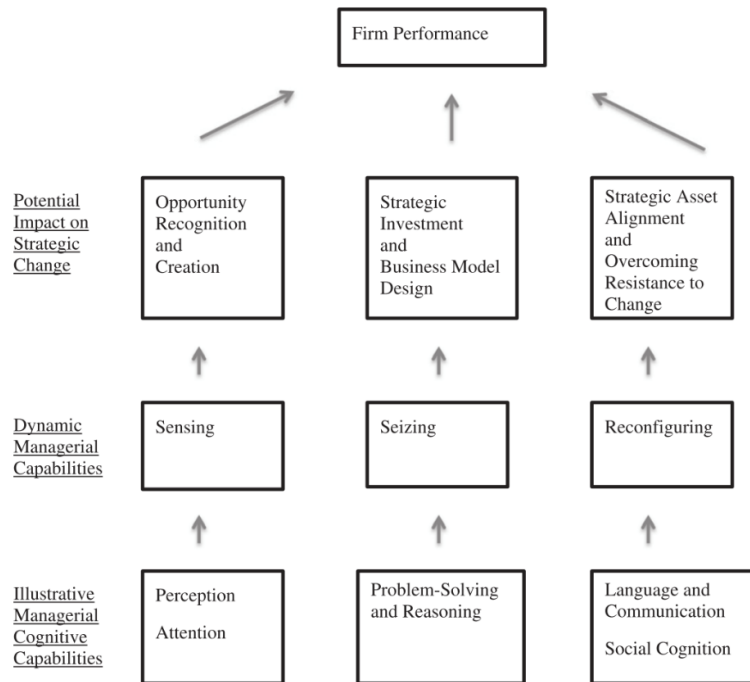 Firm Performance
Potential
Impact on
Strategic
Change
Opportunity
Recognition
and
Creation
Strategic
Investment
and
Business Model
Design
Strategic Asset
Alignment
and
Overcoming
Resistance to
Change
Dynamic
Managerial
Capabilities
Sensing
Seizing
Reconfiguring
Illustrative
Managerial
Cognitive
Capabilities
Perception
Attention
Problem-Solving
and Reasoning
Language and
Communication
Social Cognition